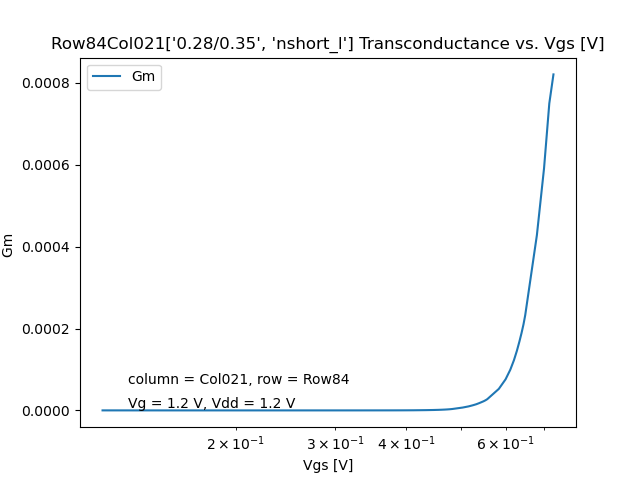 Row84Col021['0.28/0.35', 'nshort_l'] Transconductance vs. Vgs [V]
Gm
0.0008
0.0006
0.0004
0.0002
0.0000
Gm
column = Col021, row = Row84
Vg = 1.2 V, Vdd = 1.2 V
2 × 10⁻¹ 3 × 10⁻¹ 4 × 10⁻¹ 6 × 10⁻¹
Vgs [V]